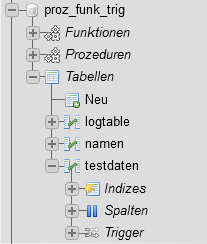 proz_funk_trig
Funktionen
Prozeduren
Tabellen
Neu
logtable
namen
testdaten
Indizes
Spalten
Trigger